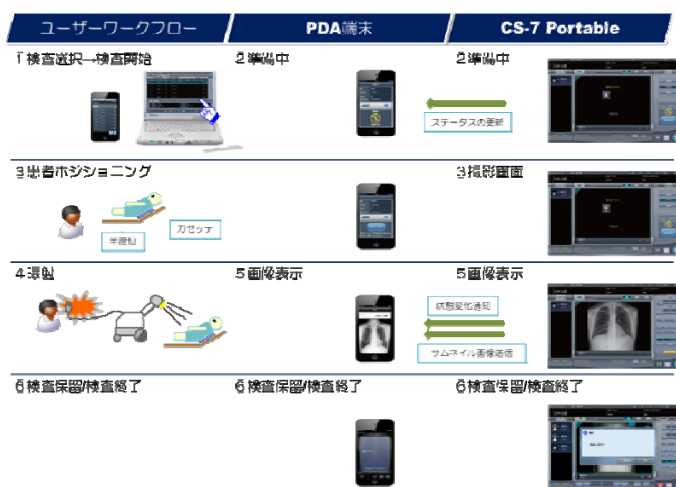 ユーザーワークフロー
PDA端末
CS-7 Portable
1検査選択→検査開始
2準備中
2準備中
ステータスの更新
3患者ポジショニング
3撮影画面
半座位
カセッテ
4曝射
5画像表示
5画像表示
状態変化通知
サムネイル画像送信
6検査保留/検査終了
6検査保留/検査終了
6検査保留/検査終了